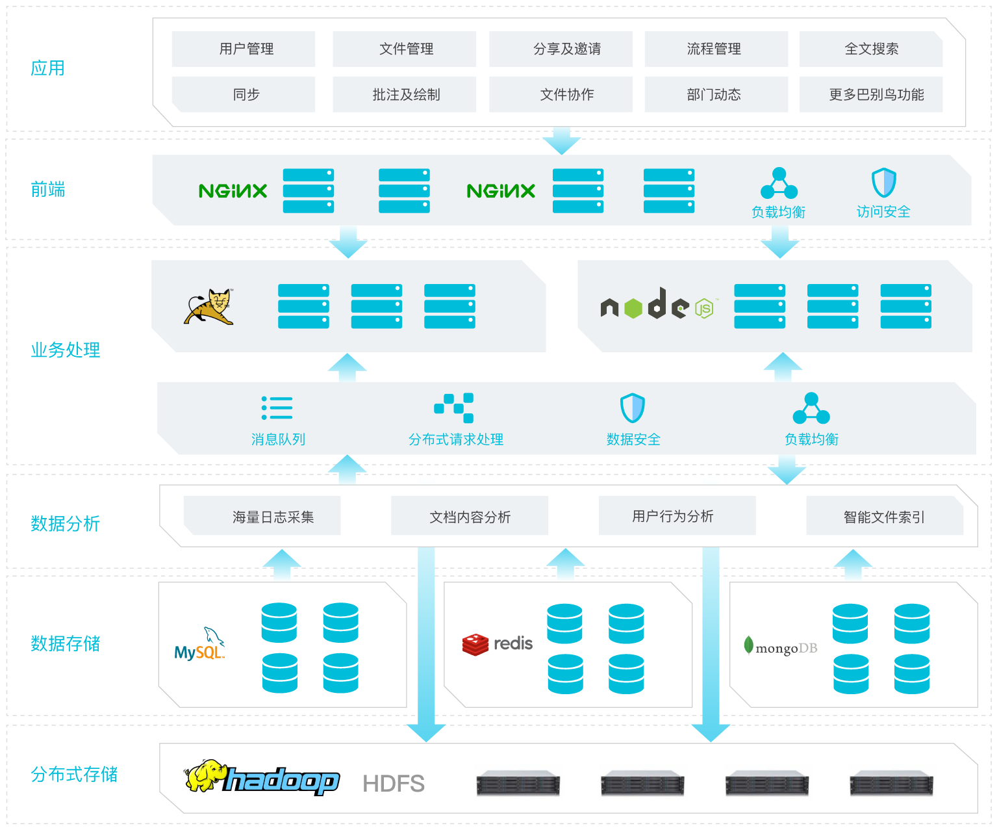 应用
用户管理
文件管理
分享及邀请
流程管理
全文搜索
同步
批注及绘制
文件协作
部门动态
更多巴别鸟功能
前端
NGINX
NGINX
负载均衡
访问安全
业务处理
node JS ™
消息队列
分布式请求处理
数据安全
负载均衡
数据分析
海量日志采集
文档内容分析
用户行为分析
智能文件索引
数据存储
MySQL™
redis
mongoDB
分布式存储
hadoop
HDFS